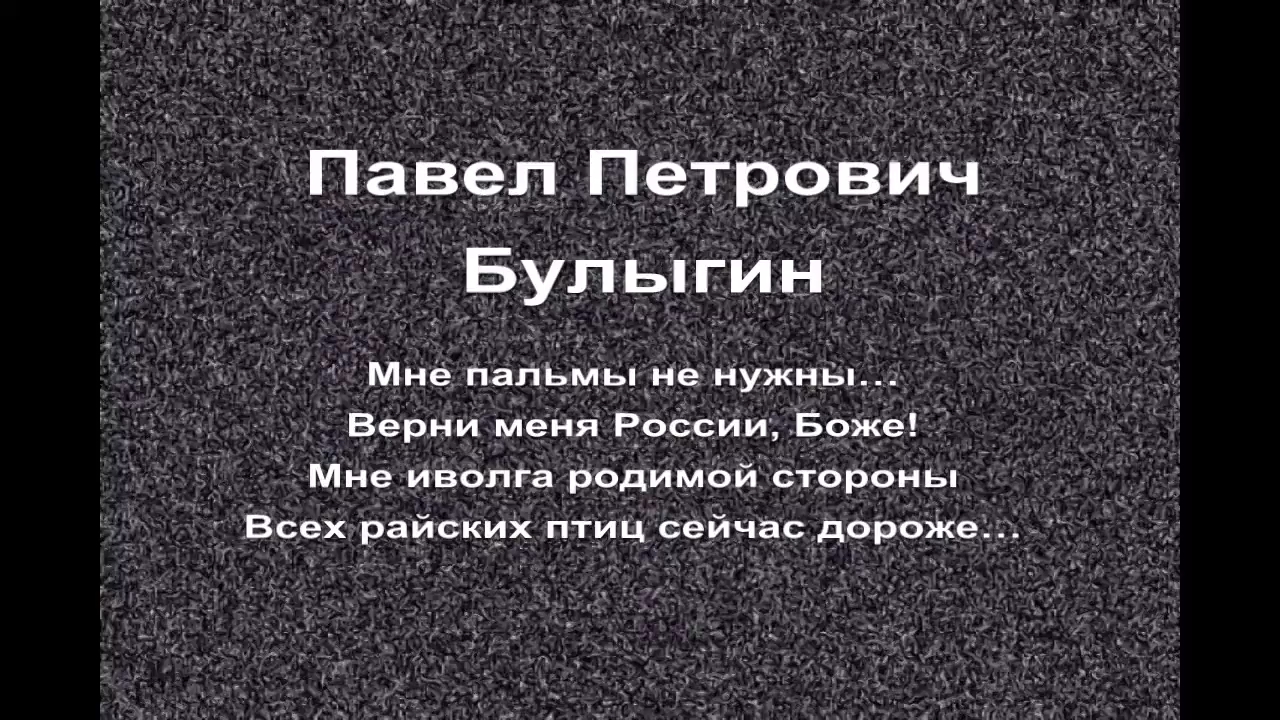 Павел Петрович
Булыгин
Мне пальмы не нужны...
Верни меня России, Боже!
Мне иволга родимой стороны
Всех райских птиц сейчас дороже...